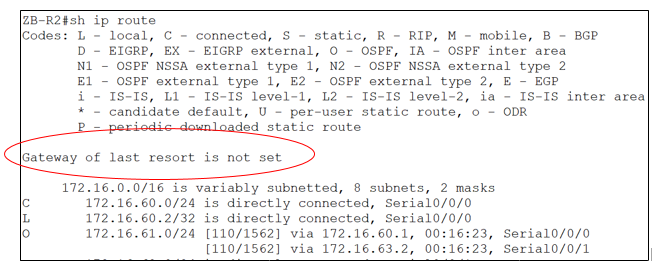 ZB-R2#sh ip route
Codes: L - local, C - connected, S - static, R - RIP, M - mobile, B - BGP
D - EIGRP, EX - EIGRP external, O - OSPF, IA - OSPF inter area
N1 - OSPF NSSA external type 1, N2 - OSPF NSSA external type 2
E1 - OSPF external type 1, E2 - OSPF external type 2, E - EGP
i - IS-IS, L1 - IS-IS level-1, L2 - IS-IS level-2, ia - IS-IS inter area
* - candidate default, U - per-user static route, o - ODR
P - periodic downloaded static route
Gateway of last resort is not set
172.16.0.0/16 is variably subnetted, 8 subnets, 2 masks
C 172.16.60.0/24 is directly connected, Serial0/0/0
L 172.16.60.2/32 is directly connected, Serial0/0/0
O 172.16.61.0/24 [110/1562] via 172.16.60.1, 00:16:23, Serial0/0/0
[110/1562] via 172.16.63.2, 00:16:23, Serial0/0/1